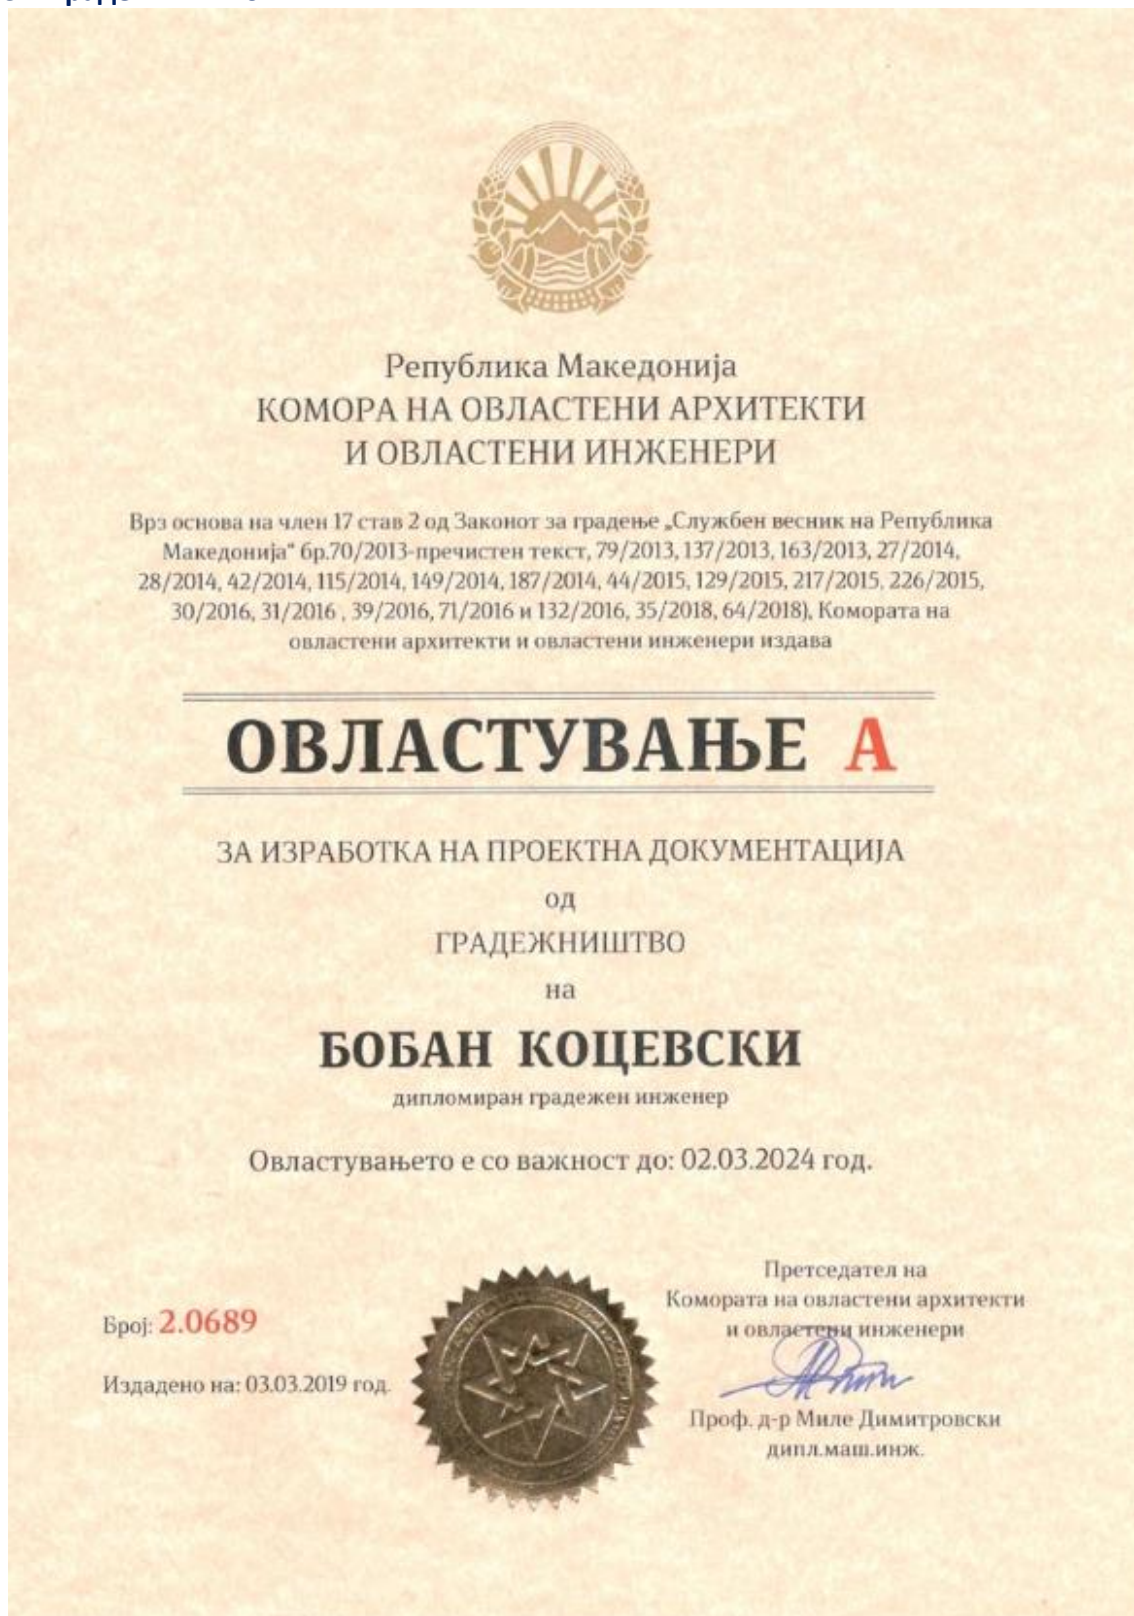 Република Македонија
КОМОРА НА ОВЛАСТЕНИ АРХИТЕКТИ
И ОВЛАСТЕНИ ИНЖЕНЕРИ
Врз основа на член 17 став 2 од Законот за градење „Службен весник на Република
Македонија“ бр.70/2013-пречистен текст, 79/2013, 137/2013, 163/2013, 27/2014,
28/2014, 42/2014, 115/2014, 149/2014, 187/2014, 44/2015, 129/2015, 217/2015, 226/2015,
30/2016, 31/2016 , 39/2016, 71/2016 и 132/2016, 35/2018, 64/2018), Комората на
овластени архитекти и овластени инженери издава
ОВЛАСТУВАЊЕ А
ЗА ИЗРАБОТКА НА ПРОЕКТНА ДОКУМЕНТАЦИЈА
од
ГРАДЕЖНИШТВО
на
БОБАН КОЦЕВСКИ
дипломиран градежен инженер
Овластувањето е со важност до: 02.03.2024 год.
Број: 2.0689
Издадено на: 03.03.2019 год.
Претседател на
Комората на овластени архитекти
и овластени инженери
Проф. д-р Миле Димитровски
дипл.маш.инж.